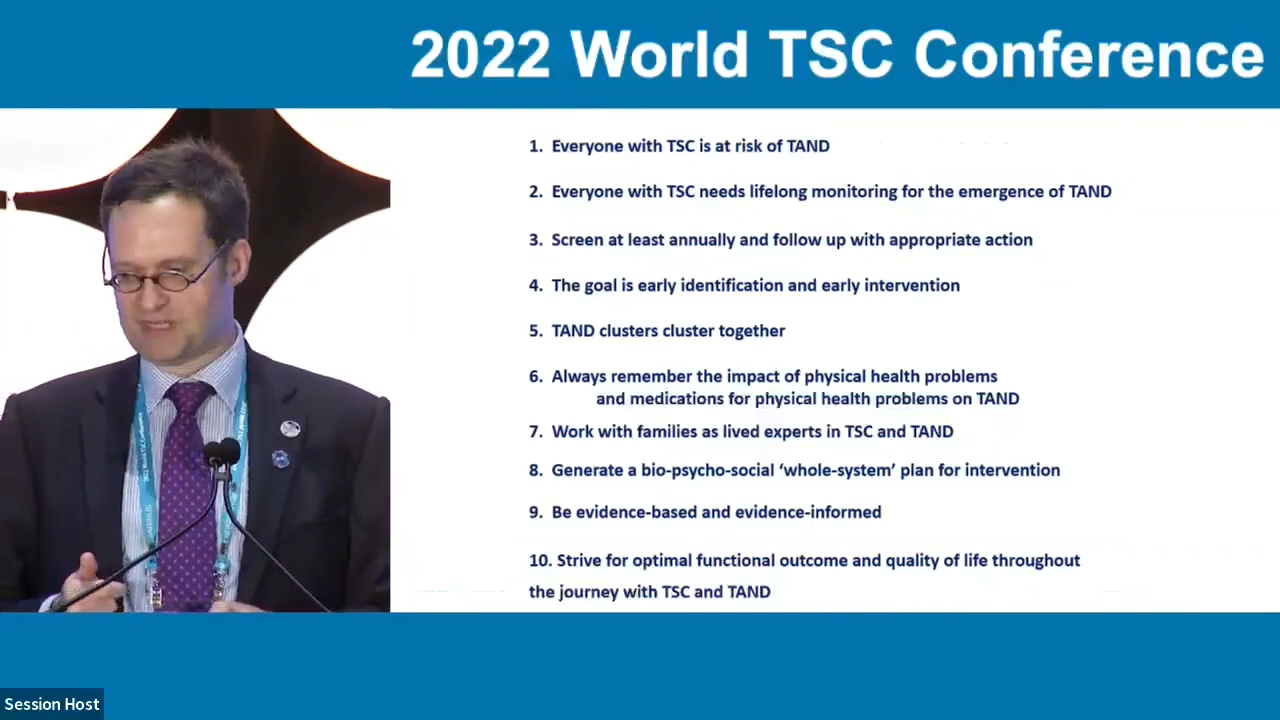 2022 World TSC Conference
1. Everyone with TSC is at risk of TAND
2. Everyone with TSC needs lifelong monitoring for the emergence of TAND
3. Screen at least annually and follow up with appropriate action
4. The goal is early identification and early intervention
5. TAND clusters cluster together
6. Always remember the impact of physical health problems
and medications for physical health problems on TAND
7. Work with families as lived experts in TSC and TAND
8. Generate a bio-psycho-social ‘whole-system’ plan for intervention
9. Be evidence-based and evidence-informed
10. Strive for optimal functional outcome and quality of life throughout
the journey with TSC and TAND
Session Host